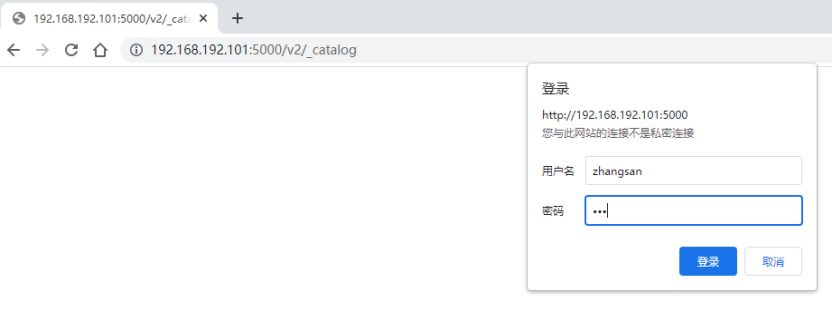 192.168.192.101:5000/v2/_cata
192.168.192.101:5000/v2/_catalog
登录
http://192.168.192.101:5000
您与此网站的连接不是私密连接
用户名 zhangsan
密码 •••
登录 取消